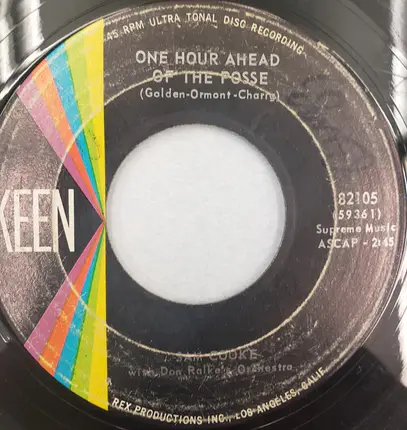 45 RPM ULTRA TONAL DISC RECORDING
ONE HOUR AHEAD
OF THE POSSE
(Golden-Ormont-Charry)
KEEN
82105
(59361)
Supreme Music
ASCAP - 2:45
SAM COOKE
with Don Ralke's Orchestra
REX PRODUCTIONS INC., LOS ANGELES, CALIF.